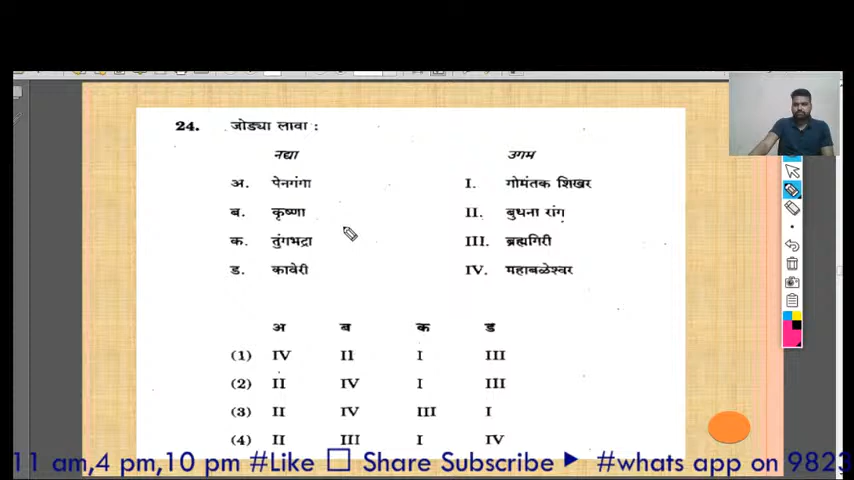 24. जोड्या लावा :
नद्या उगम
अ. पेनगंगा I. गोमंतक शिखर
ब. कृष्णा II. बुधना रांग
क. तुंगभद्रा III. ब्रह्मगिरी
ड. कावेरी IV. महाबळेश्वर
अ ब क ड
(1) IV II I III
(2) II IV I III
(3) II IV III I
(4) II III I IV
11 am,4 pm,10 pm #Like □ Share Subscribe ► #whats app on 9823